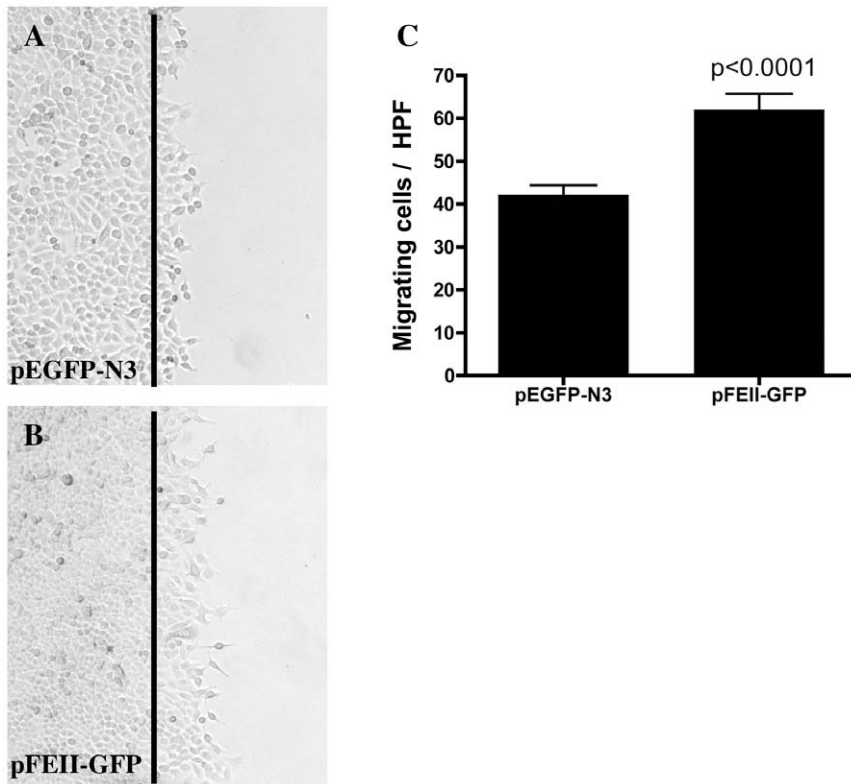 A
pEGFP-N3
B
pFEII-GFP
C
p<0.0001
Migrating cells / HPF
70
60
50
40
30
20
10
0
pEGFP-N3
pFEII-GFP